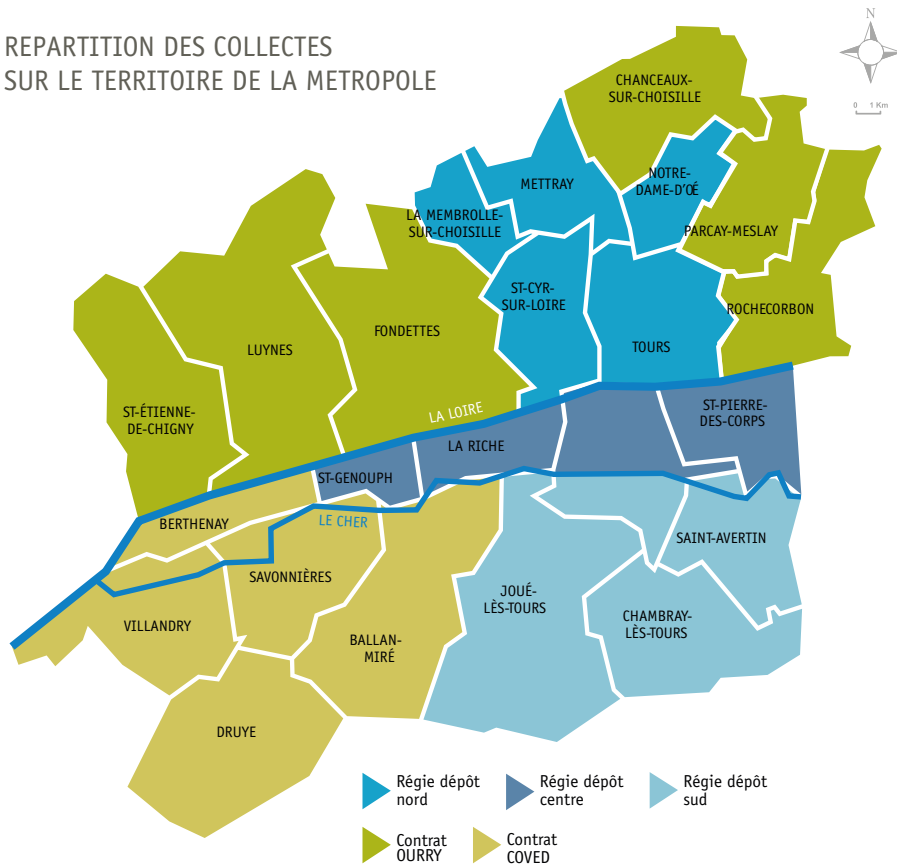 REPARTITION DES COLLECTES
SUR LE TERRITOIRE DE LA METROPOLE
N
0 1 Km
CHANCEAUX-
SUR-CHOISILLE
NOTRE-
DAME-D'OÉ
METTRAY
LA MEMBROLLE-
SUR-CHOISILLE
PARCAY-MESLAY
ST-CYR-
SUR-LOIRE
ROCHECORBON
FONDETTES
LUYNES
TOURS
ST-ÉTIENNE-
DE-CHIGNY
LA LOIRE
ST-PIERRE-
DES-CORPS
LA RICHE
ST-GENOUPH
BERTHENAY
LE CHER
SAINT-AVERTIN
SAVONNIÈRES
JOUÉ-
LÈS-TOURS
VILLANDRY
CHAMBRAY-
LÈS-TOURS
BALLAN-
MIRÉ
DRUYE
Régie dépôt
nord
Régie dépôt
centre
Régie dépôt
sud
Contrat
OURRY
Contrat
COVED